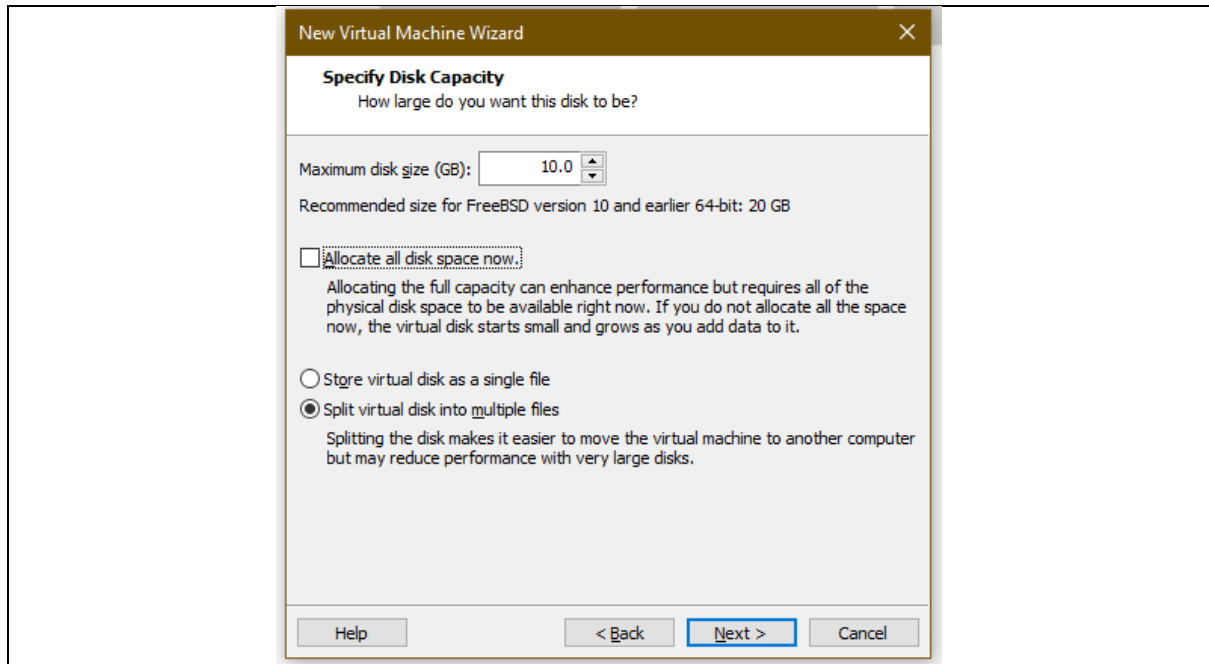 New Virtual Machine Wizard
Specify Disk Capacity
How large do you want this disk to be?
Maximum disk size (GB): 10.0
Recommended size for FreeBSD version 10 and earlier 64-bit: 20 GB
Allocate all disk space now.
Allocating the full capacity can enhance performance but requires all of the
physical disk space to be available right now. If you do not allocate all the space
now, the virtual disk starts small and grows as you add data to it.
Store virtual disk as a single file
Split virtual disk into multiple files
Splitting the disk makes it easier to move the virtual machine to another computer
but may reduce performance with very large disks.
Help < Back Next > Cancel